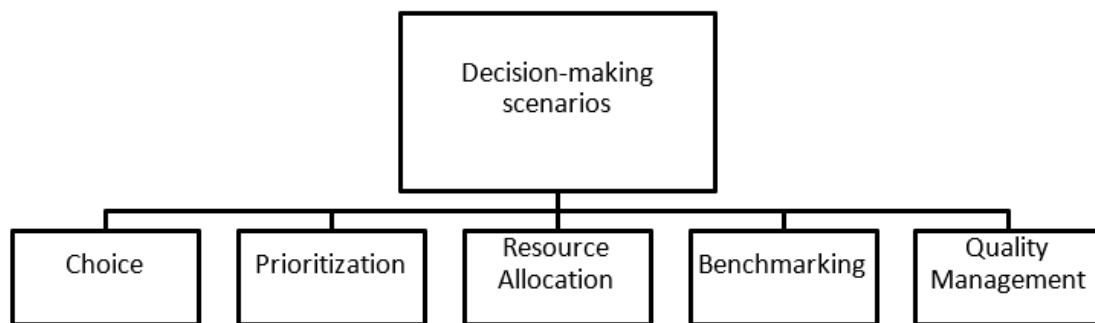 Decision-making
scenarios
Choice
Prioritization
Resource
Allocation
Benchmarking
Quality
Management